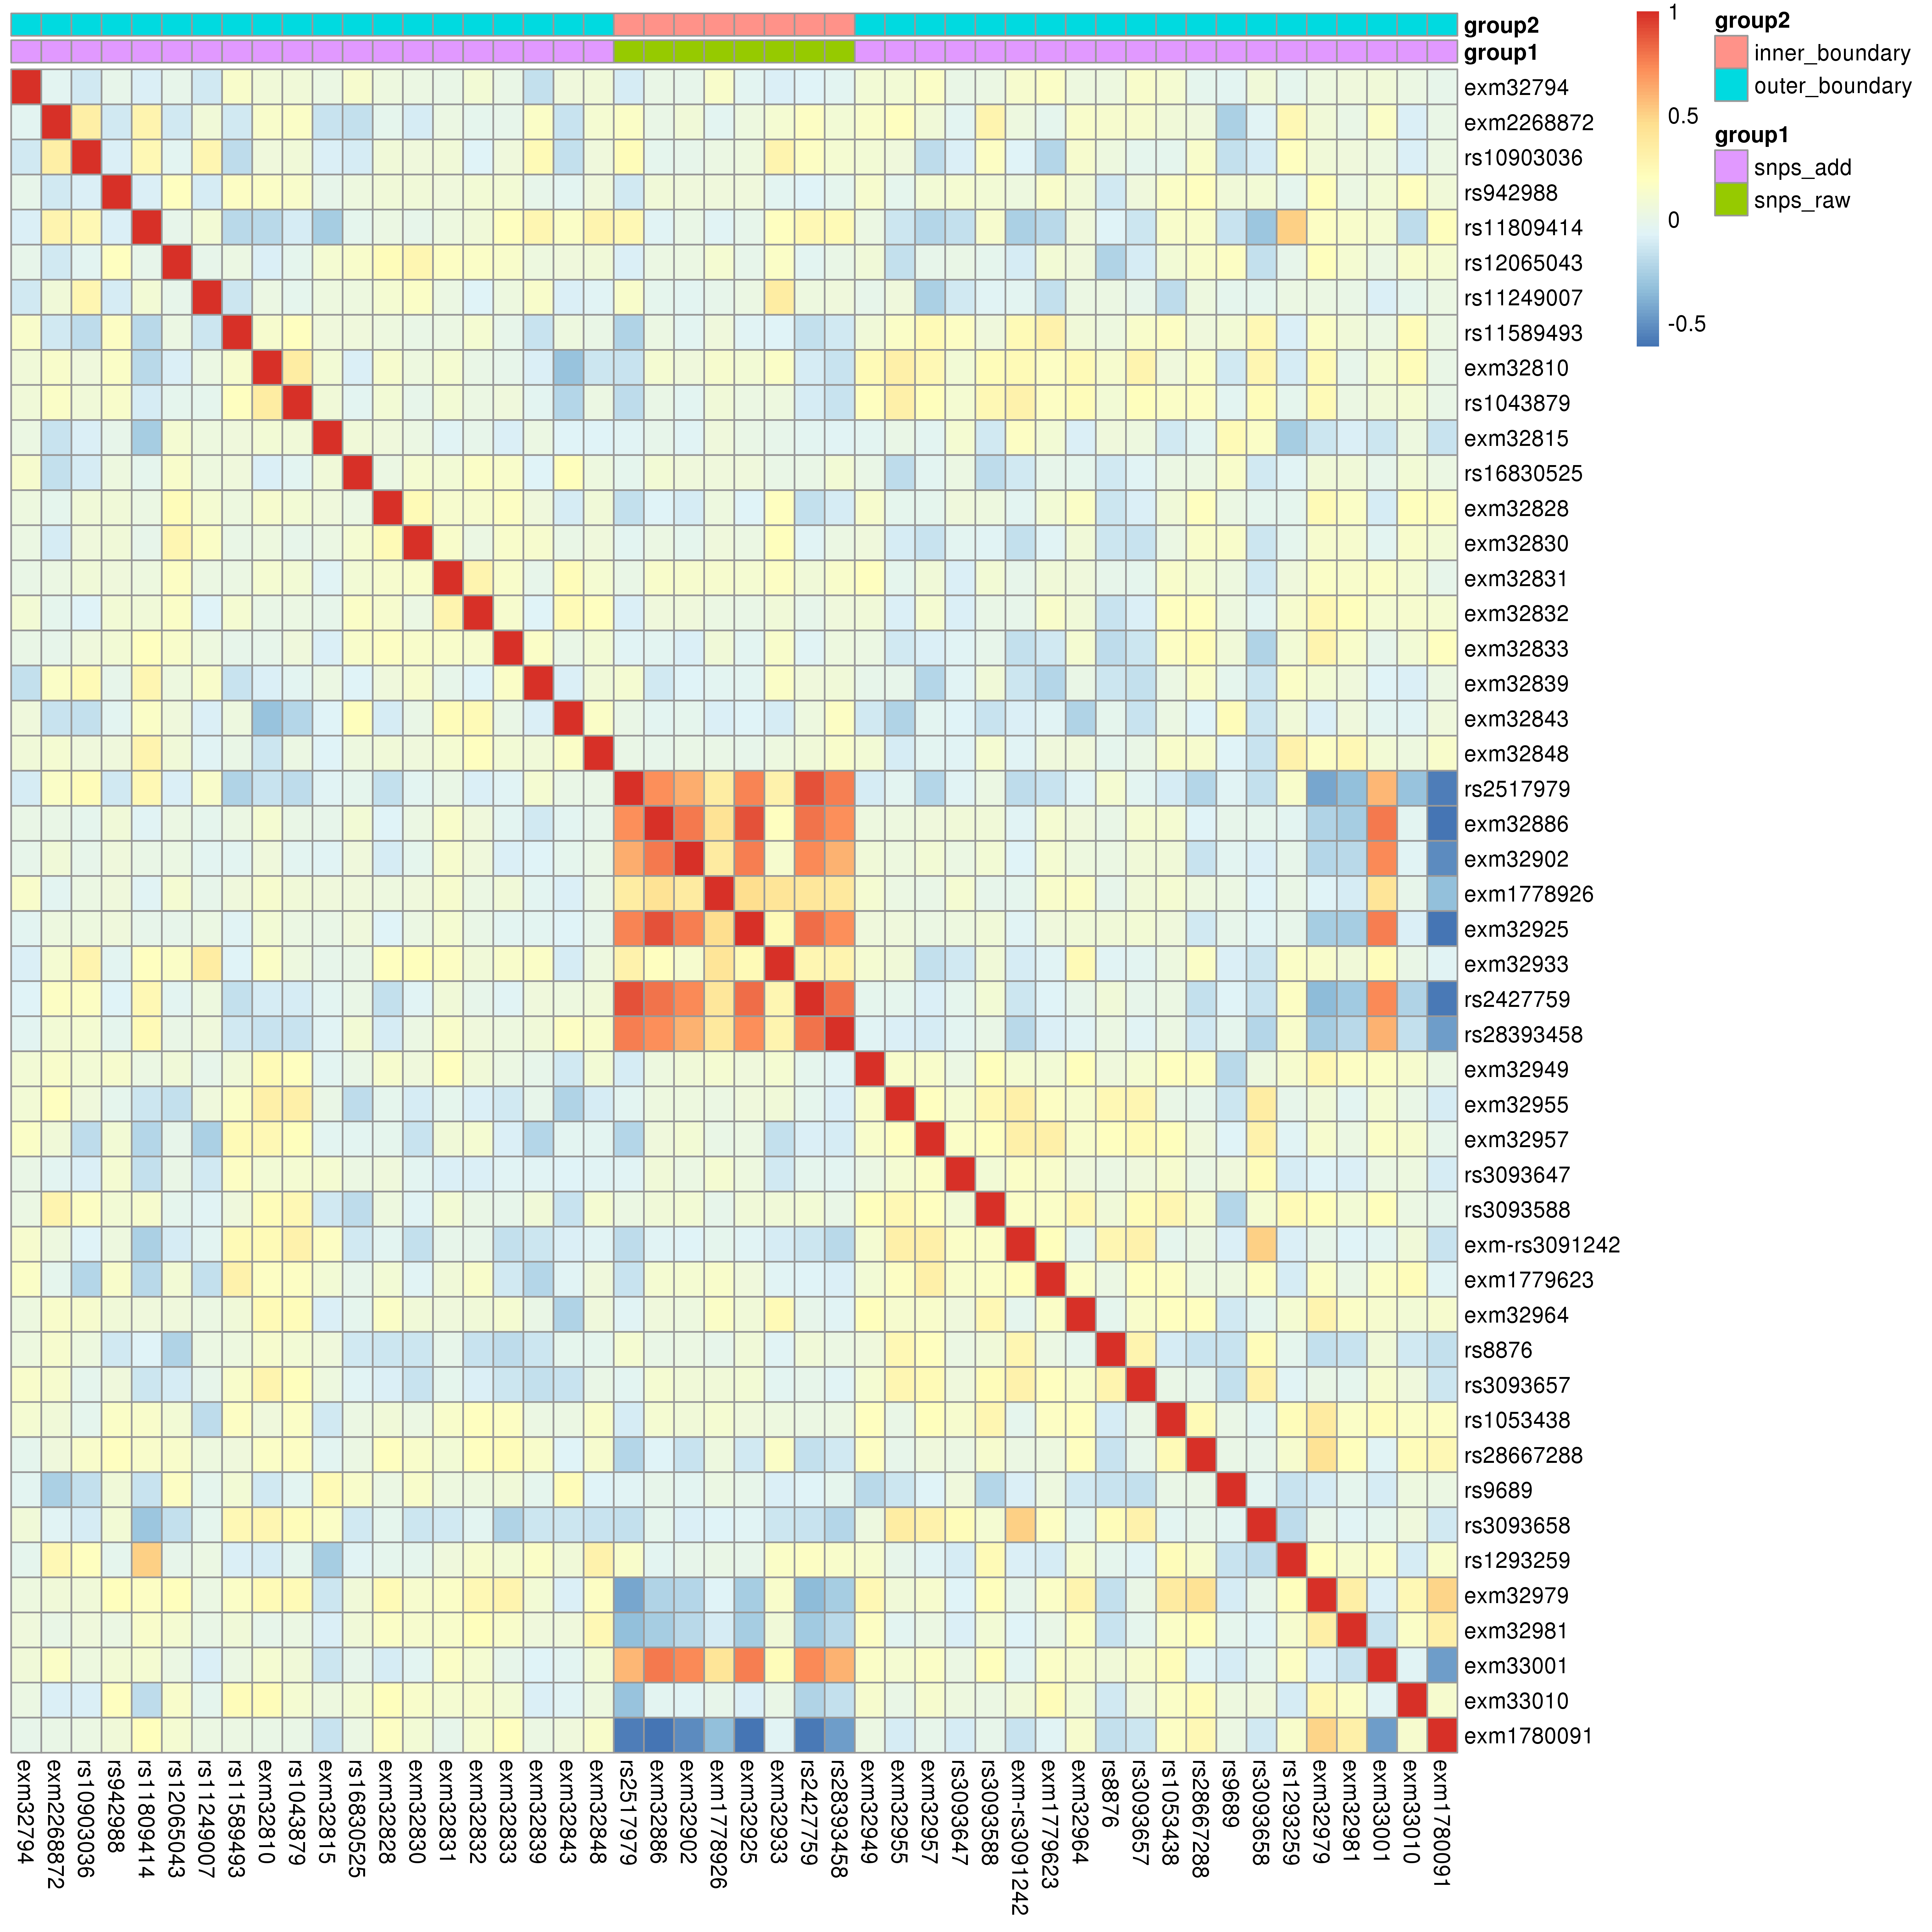 group2
group1
exm32794
exm2268872
rs10903036
rs942988
rs11809414
rs12065043
rs11249007
rs11589493
exm32810
rs1043879
exm32815
rs16830525
exm32828
exm32830
exm32831
exm32832
exm32833
exm32839
exm32843
exm32848
rs2517979
exm32886
exm32902
exm1778926
exm32925
exm32933
rs2427759
rs28393458
exm32949
exm32955
exm32957
rs3093647
rs3093588
exm-rs3091242
exm1779623
exm32964
rs8876
rs3093657
rs1053438
rs28667288
rs9689
rs3093658
rs1293259
exm32979
exm32981
exm33001
exm33010
exm1780091
exm32794
exm2268872
rs10903036
rs942988
rs11809414
rs12065043
rs11249007
rs11589493
exm32810
rs1043879
exm32815
rs16830525
exm32828
exm32830
exm32831
exm32832
exm32833
exm32839
exm32843
exm32848
rs2517979
exm32886
exm32902
exm1778926
exm32925
exm32933
rs2427759
rs28393458
exm32949
exm32955
exm32957
rs3093647
rs3093588
exm-rs3091242
exm1779623
exm32964
rs8876
rs3093657
rs1053438
rs28667288
rs9689
rs3093658
rs1293259
exm32979
exm32981
exm33001
exm33010
exm1780091
1
0.5
0
-0.5
group2
inner_boundary
outer_boundary
group1
snps_add
snps_raw